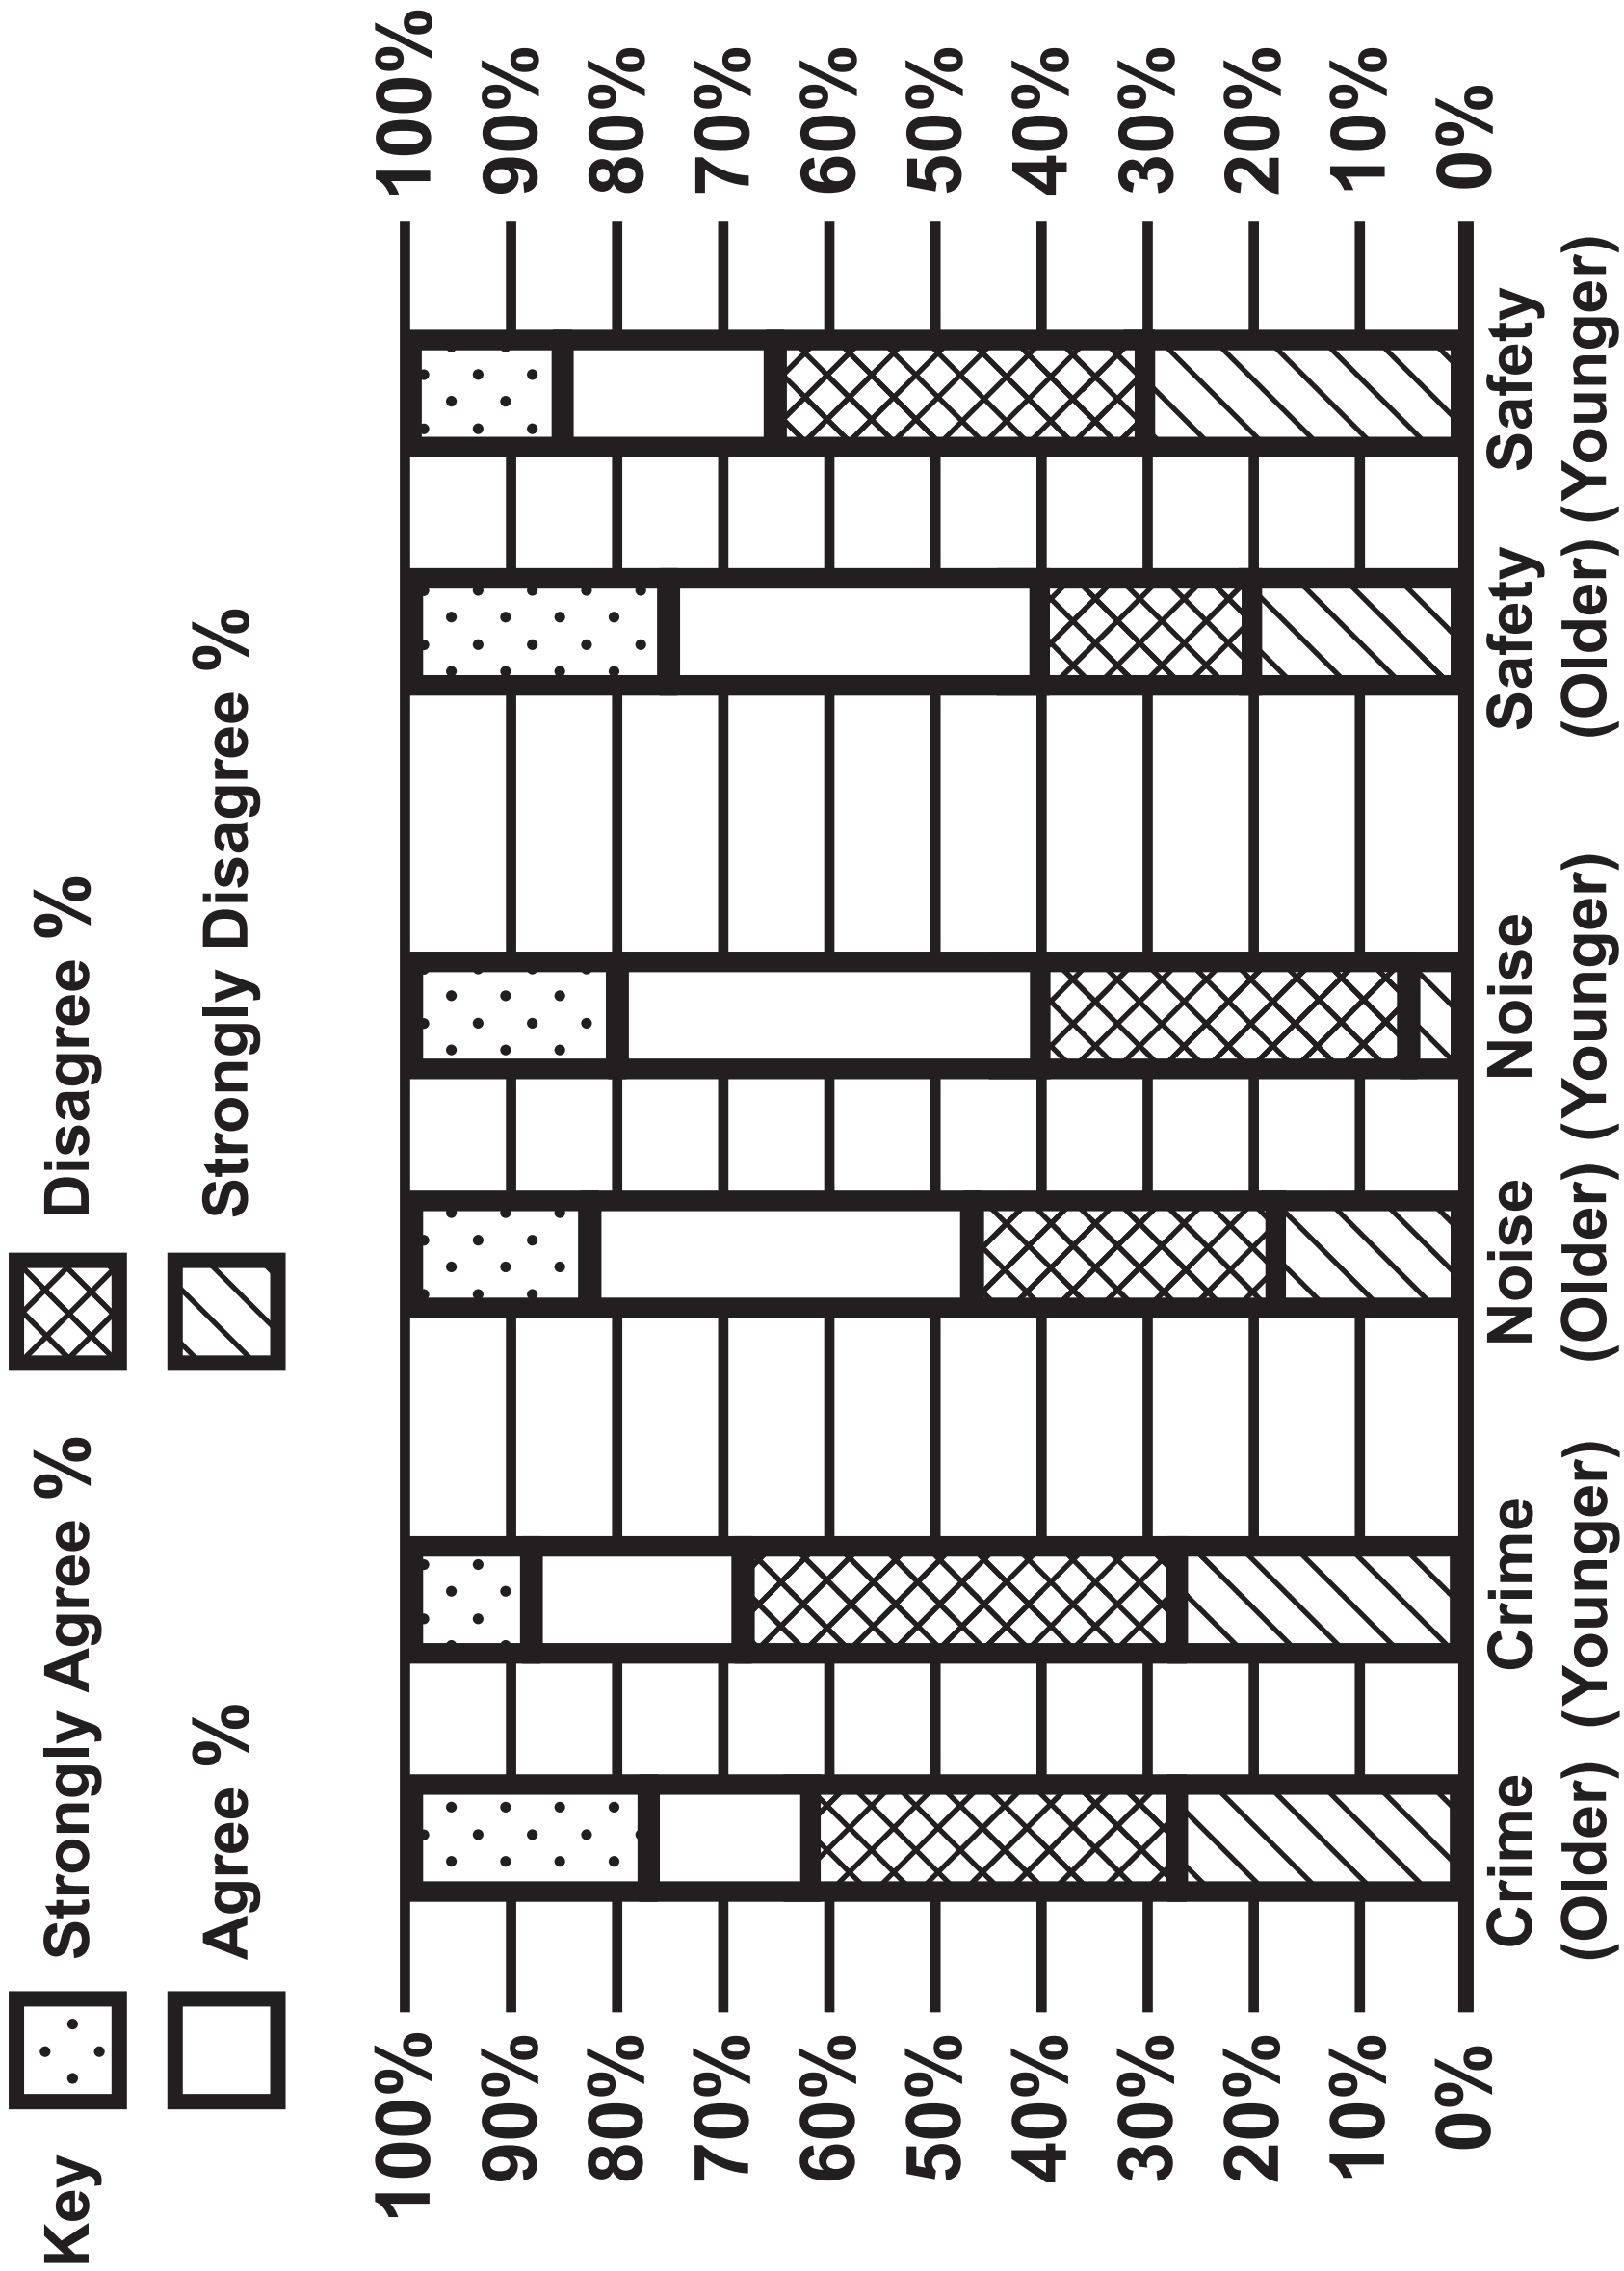 Key Strongly Agree % Disagree %
Agree % Strongly Disagree %
100% 100%
90% 90%
80% 80%
70% 70%
60% 60%
50% 50%
40% 40%
30% 30%
20% 20%
10% 10%
0% 0%
Crime Crime Noise Noise Safety Safety
(Older) (Younger) (Older) (Younger) (Older) (Younger)